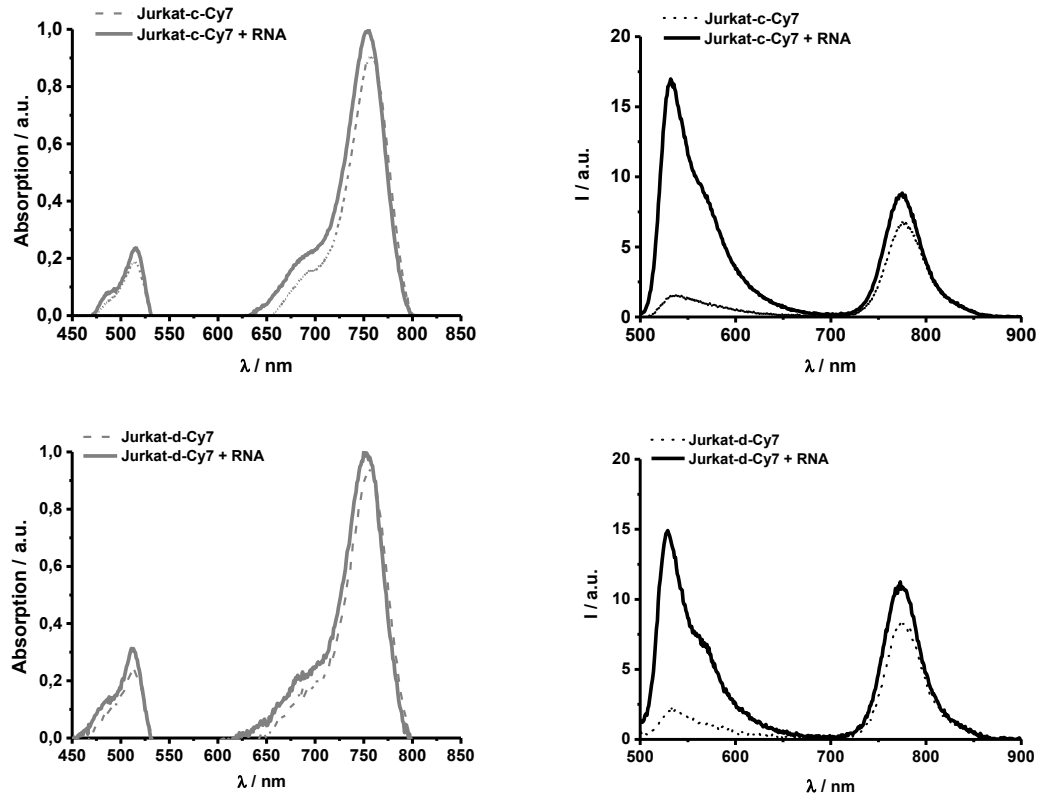 Jurkat-c-Cy7
Jurkat-c-Cy7 + RNA
1,0
0,8
0,6
0,4
0,2
0,0
Absorption / a.u.
450 500 550 600 650 700 750 800 850
λ / nm
Jurkat-c-Cy7
Jurkat-c-Cy7 + RNA
20
15
10
5
0
I / a.u.
500 600 700 800 900
λ / nm
Jurkat-d-Cy7
Jurkat-d-Cy7 + RNA
1,0
0,8
0,6
0,4
0,2
0,0
Absorption / a.u.
450 500 550 600 650 700 750 800 850
λ / nm
Jurkat-d-Cy7
Jurkat-d-Cy7 + RNA
20
15
10
5
0
I / a.u.
500 600 700 800 900
λ / nm